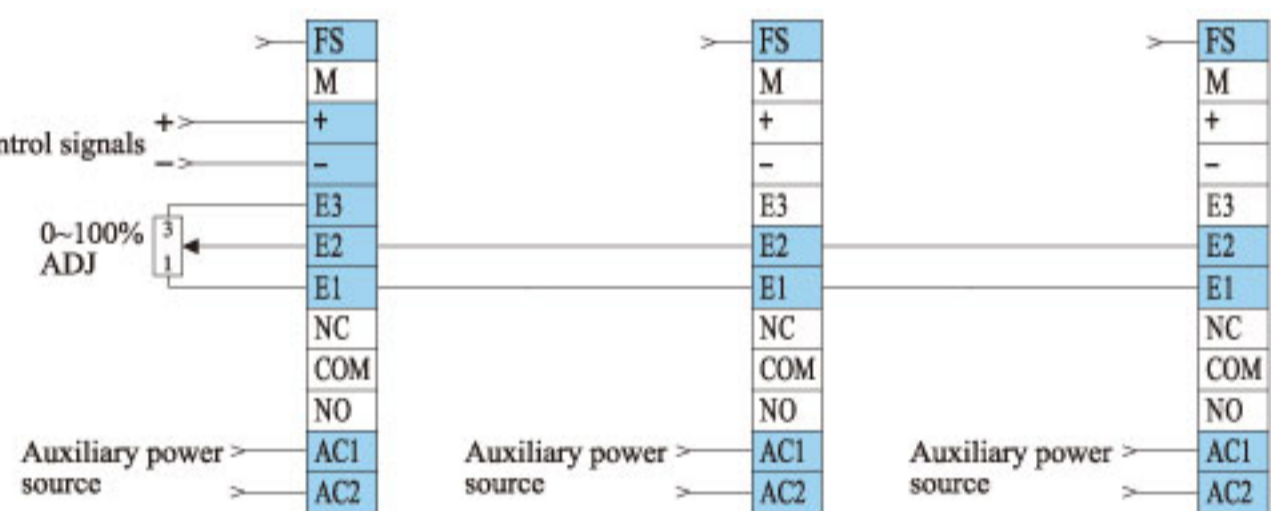 FS
M
+
-
E3
E2
E1
NC
COM
NO
AC1
AC2
+
ntrol signals
-
0~100%
ADJ
3
1
Auxiliary power
source
FS
M
+
-
E3
E2
E1
NC
COM
NO
AC1
AC2
Auxiliary power
source
FS
M
+
-
E3
E2
E1
NC
COM
NO
AC1
AC2
Auxiliary power
source